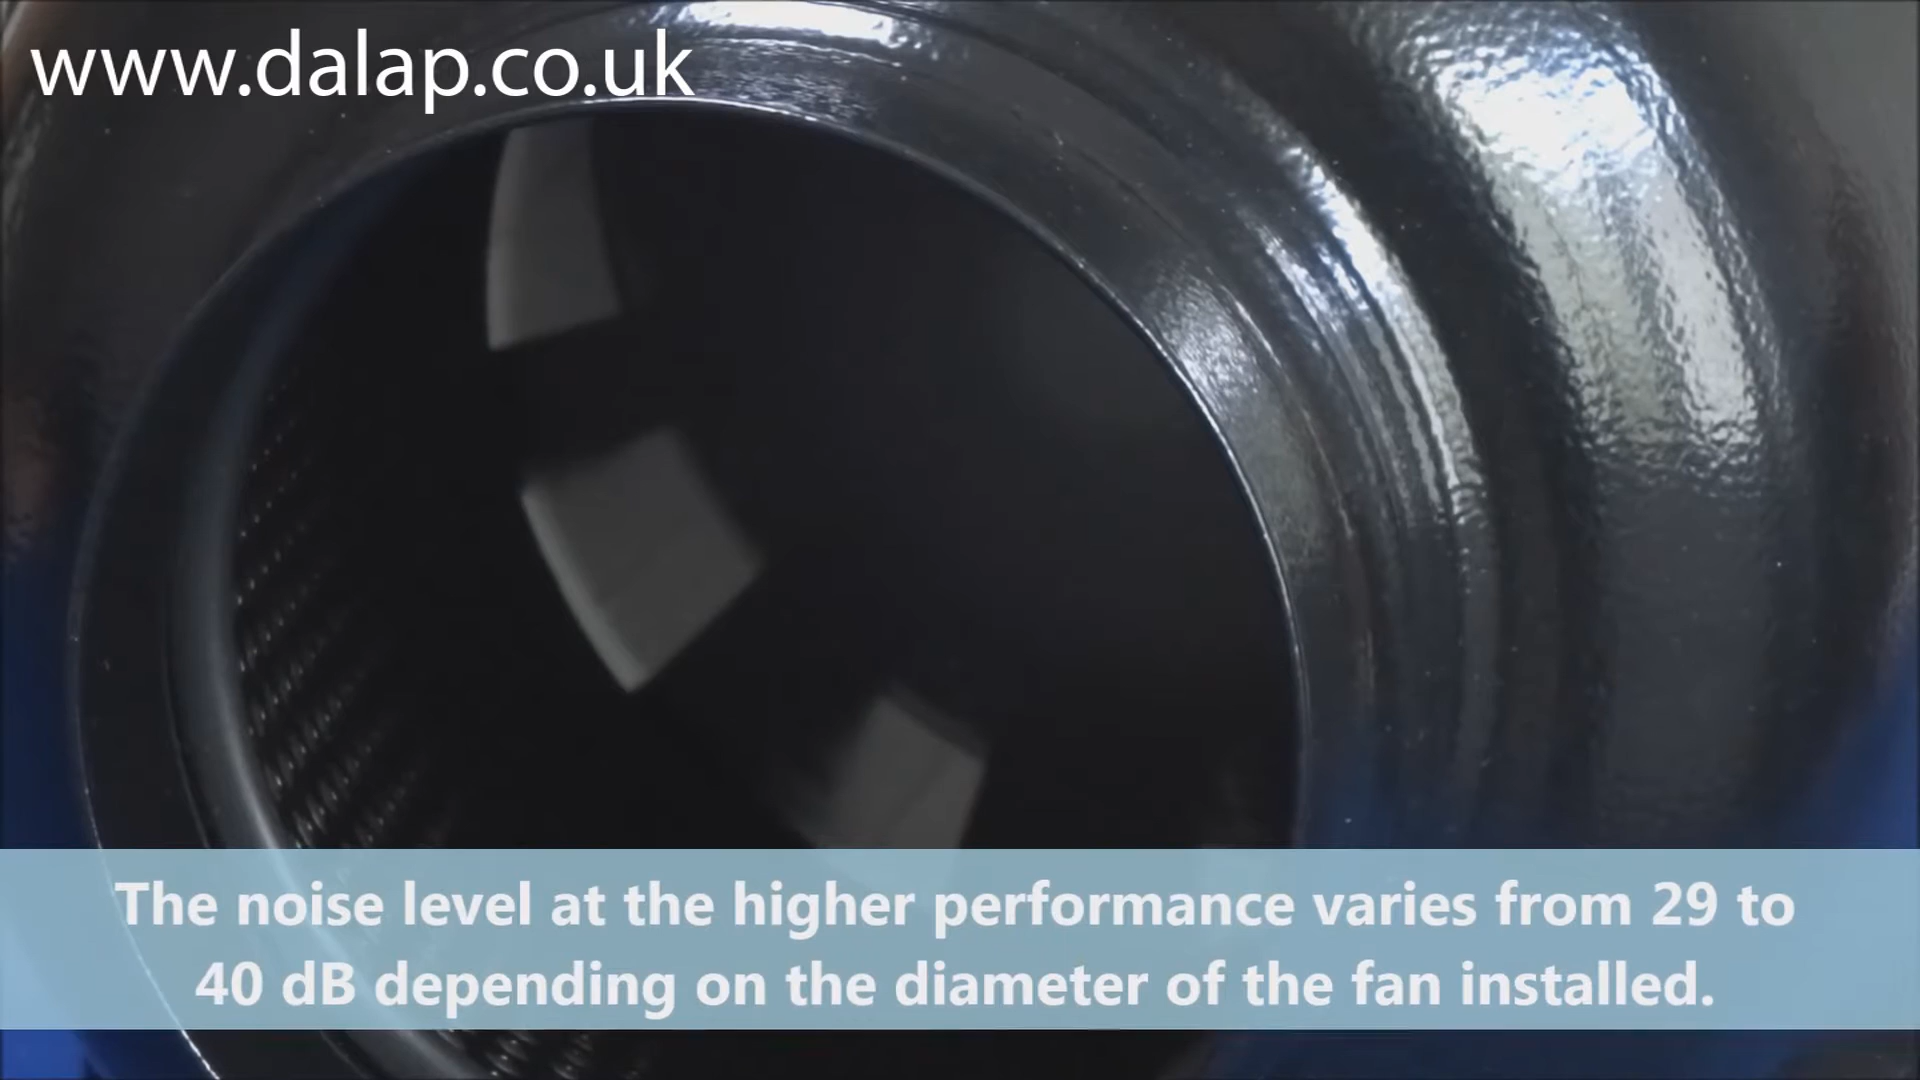 www.dalap.co.uk
The noise level at the higher performance varies from 29 to
40 dB depending on the diameter of the fan installed.